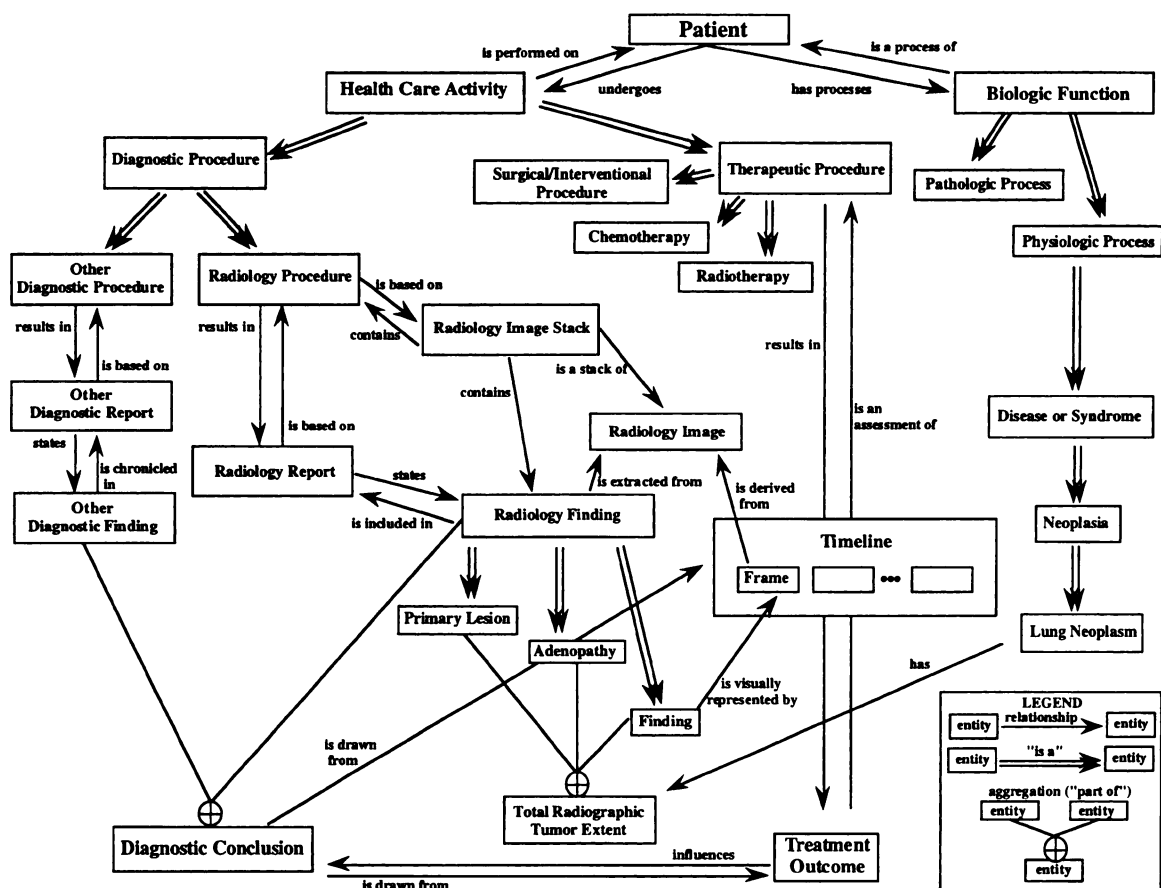 Patient
is performed on
is a process of
Health Care Activity
undergoes
has processes
Biologic Function
Diagnostic Procedure
Surgical/Interventional
Procedure
Therapeutic Procedure
Pathologic Process
Chemotherapy
Physiologic Process
Other
Diagnostic Procedure
Radiology Procedure
Radiotherapy
is based on
results in
results in
contains
Radiology Image Stack
results in
is based on
is a stack of
contains
Other
Diagnostic Report
is an
assessment of
Disease or Syndrome
is based on
Radiology Image
states
is chronicled
in
Radiology Report
states
is extracted from
is derived
from
Other
Diagnostic Finding
is included in
Radiology Finding
Neoplasia
Timeline
Frame
•••
Primary Lesion
Lung Neoplasm
Adenopathy
has
is visually
represented by
Finding
is drawn
from
Total Radiographic
Tumor Extent
Diagnostic Conclusion
influences
is drawn from
Treatment
Outcome
LEGEND
relationship
entity
entity
"is a"
entity
entity
aggregation ("part of")
entity
entity
entity